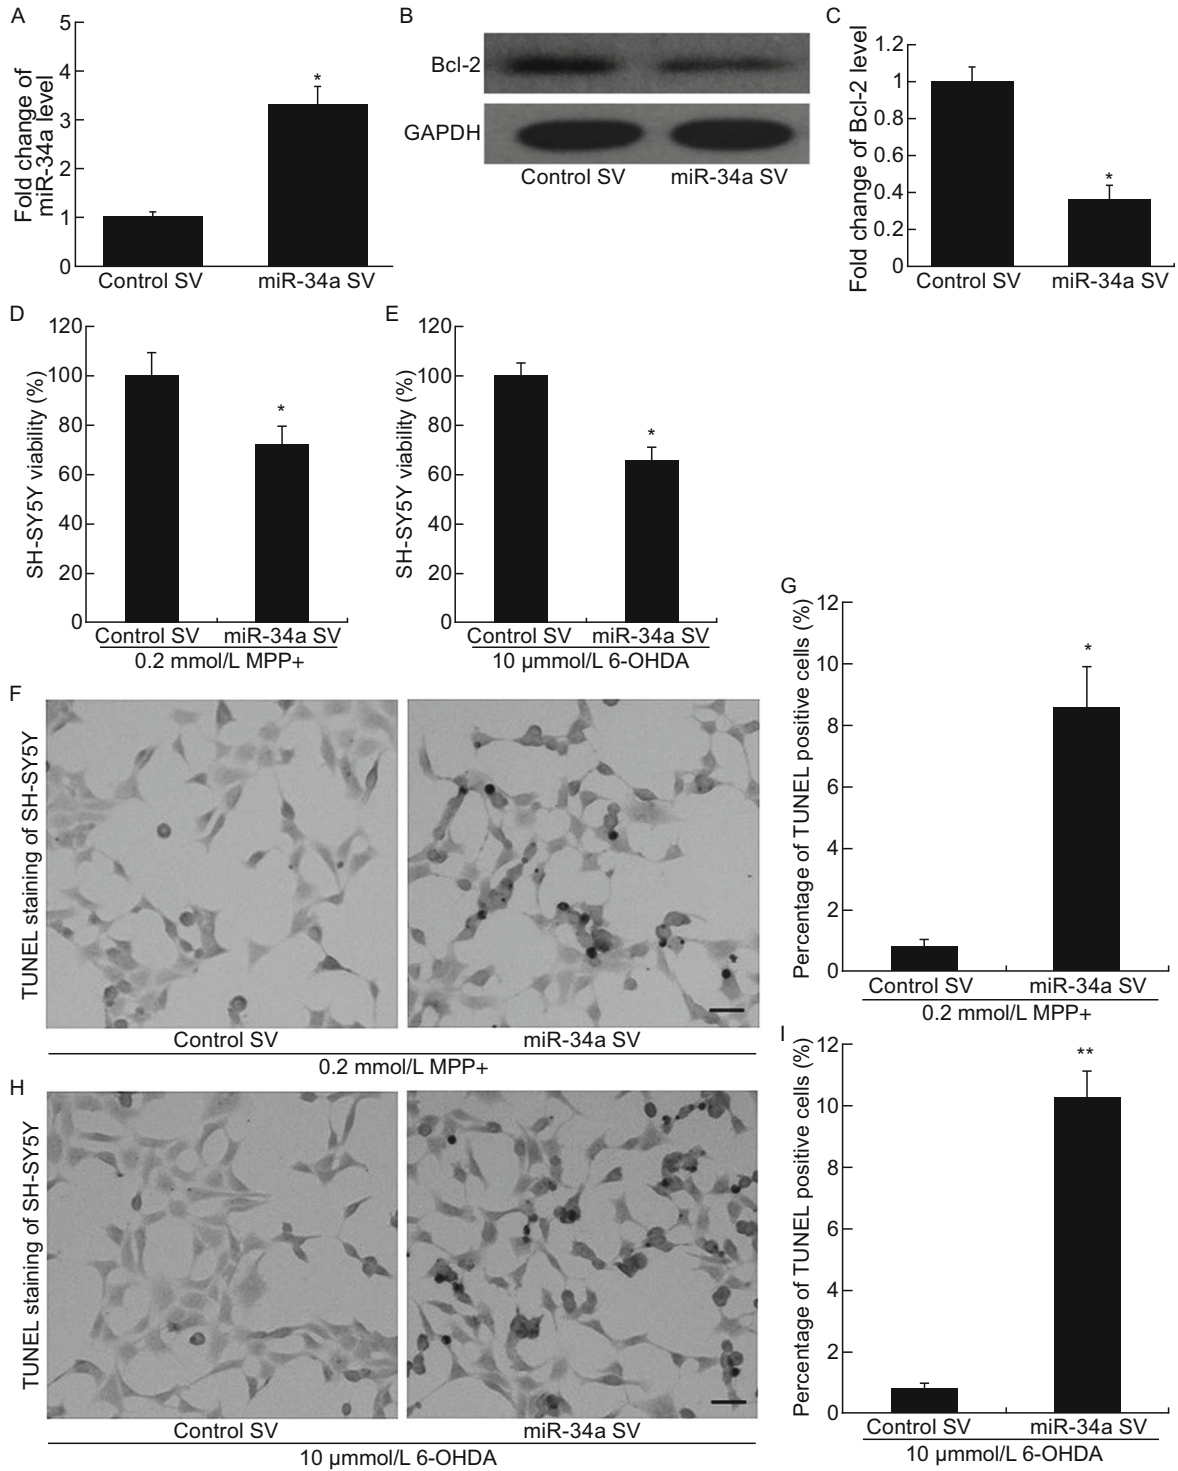 A
Fold change of
miR-34a level
5
4
3
2
1
0
*
Control SV
miR-34a SV
B
Bcl-2
GAPDH
Control SV
miR-34a SV
C
Fold change of Bcl-2 level
1.2
1
0.8
0.6
0.4
0.2
0
*
Control SV
miR-34a SV
D
SH-SY5Y viability (%)
120
100
80
60
40
20
0
*
Control SV
miR-34a SV
0.2 mmol/L MPP+
E
SH-SY5Y viability (%)
120
100
80
60
40
20
0
*
Control SV
miR-34a SV
10 µmmol/L 6-OHDA
F
TUNEL staining of SH-SY5Y
Control SV
miR-34a SV
0.2 mmol/L MPP+
G
Percentage of TUNEL positive cells (%)
12
10
8
6
4
2
0
*
Control SV
miR-34a SV
0.2 mmol/L MPP+
H
TUNEL staining of SH-SY5Y
Control SV
miR-34a SV
10 µmmol/L 6-OHDA
I
Percentage of TUNEL positive cells (%)
12
10
8
6
4
2
0
**
Control SV
miR-34a SV
10 µmmol/L 6-OHDA